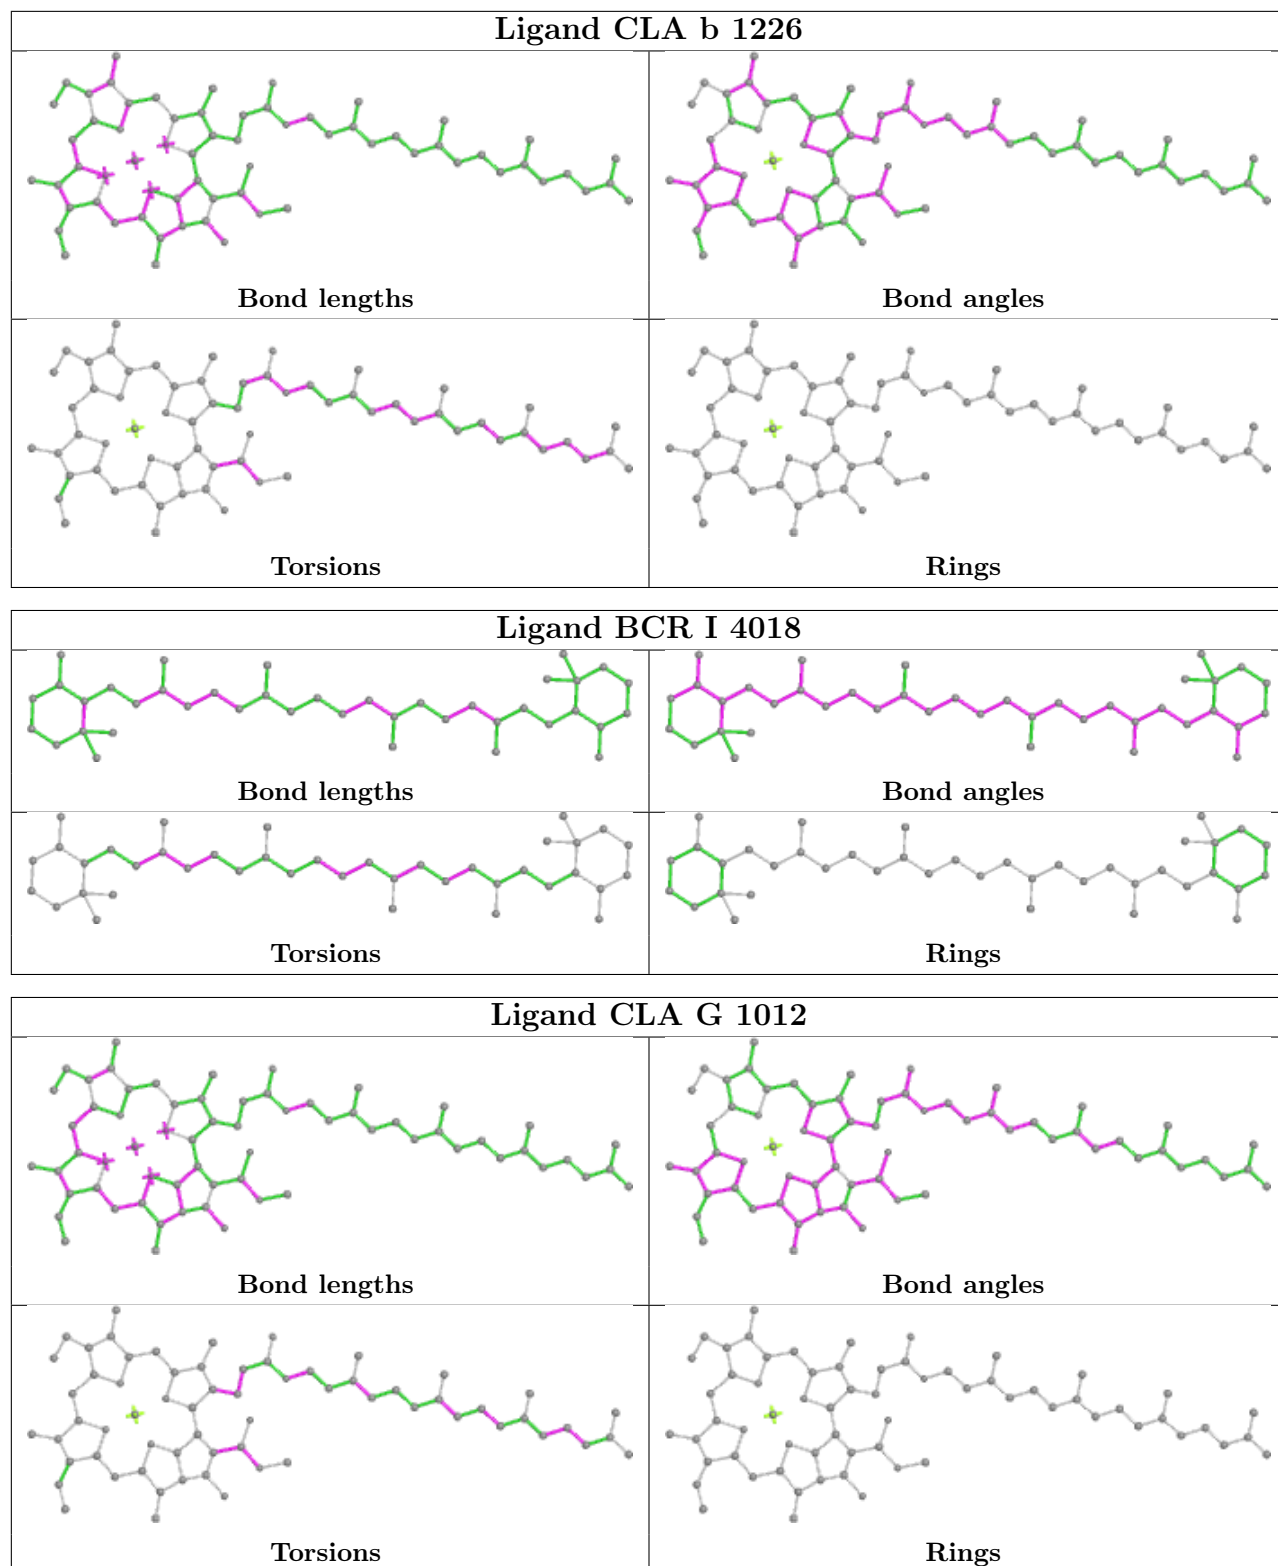 Ligand CLA b 1226
Bond lengths
Bond angles
Torsions
Rings
Ligand BCR I 4018
Bond lengths
Bond angles
Torsions
Rings
Ligand CLA G 1012
Bond lengths
Bond angles
Torsions
Rings